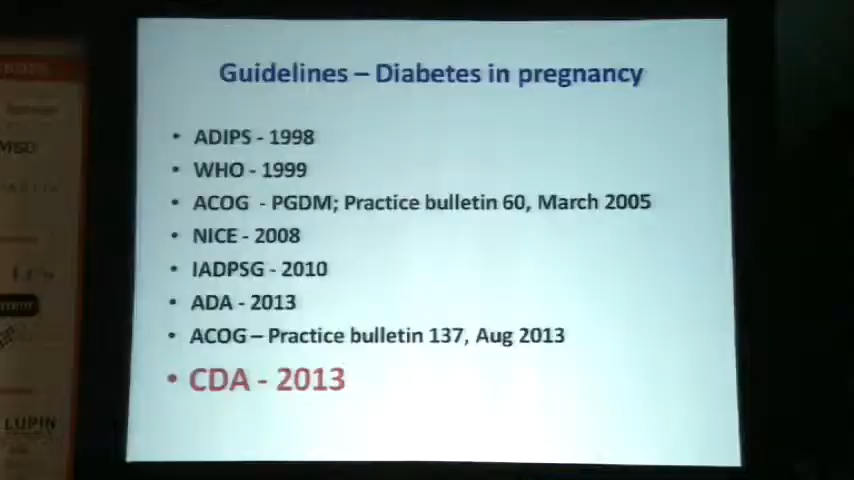 Guidelines – Diabetes in pregnancy
• ADIPS - 1998
• WHO - 1999
• ACOG - PGDM; Practice bulletin 60, March 2005
• NICE - 2008
• IADPSG - 2010
• ADA - 2013
• ACOG – Practice bulletin 137, Aug 2013
• CDA - 2013
MSD
LUPIN